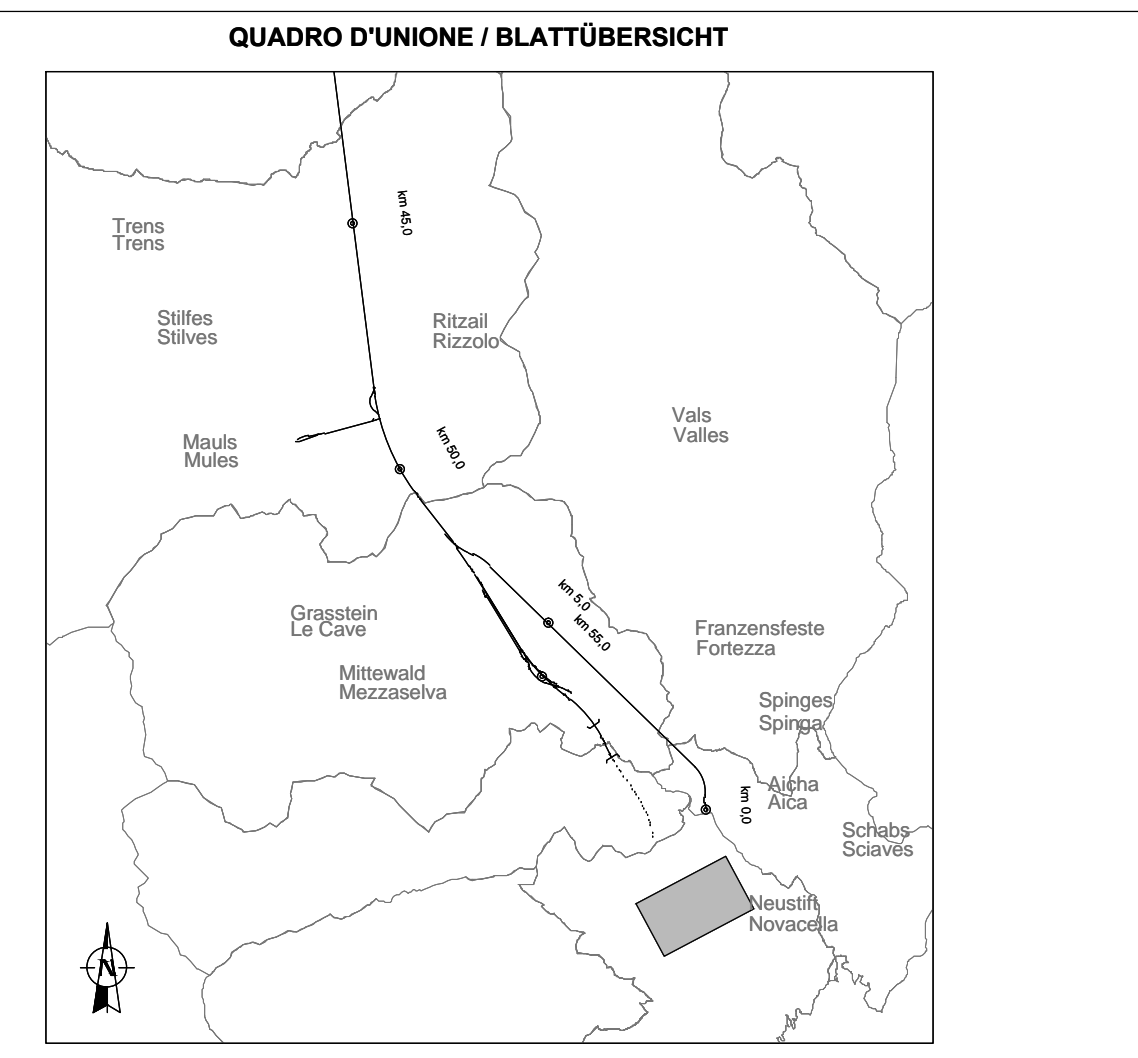 QUADRO D'UNIONE / BLATTÜBERSICHT
km 45,0
Trens
Trens
Stilfes
Stilves
Ritzail
Rizzolo
Vals
Valles
Mauls
Mules
km 50,0
km 5,0
km 55,0
Grasstein
Le Cave
Franzensfeste
Fortezza
Mittewald
Mezzaselva
Spinges
Spinga
Aicha
Aica
km 0,0
Schabs
Sciaves
Neustift
Novacella
N